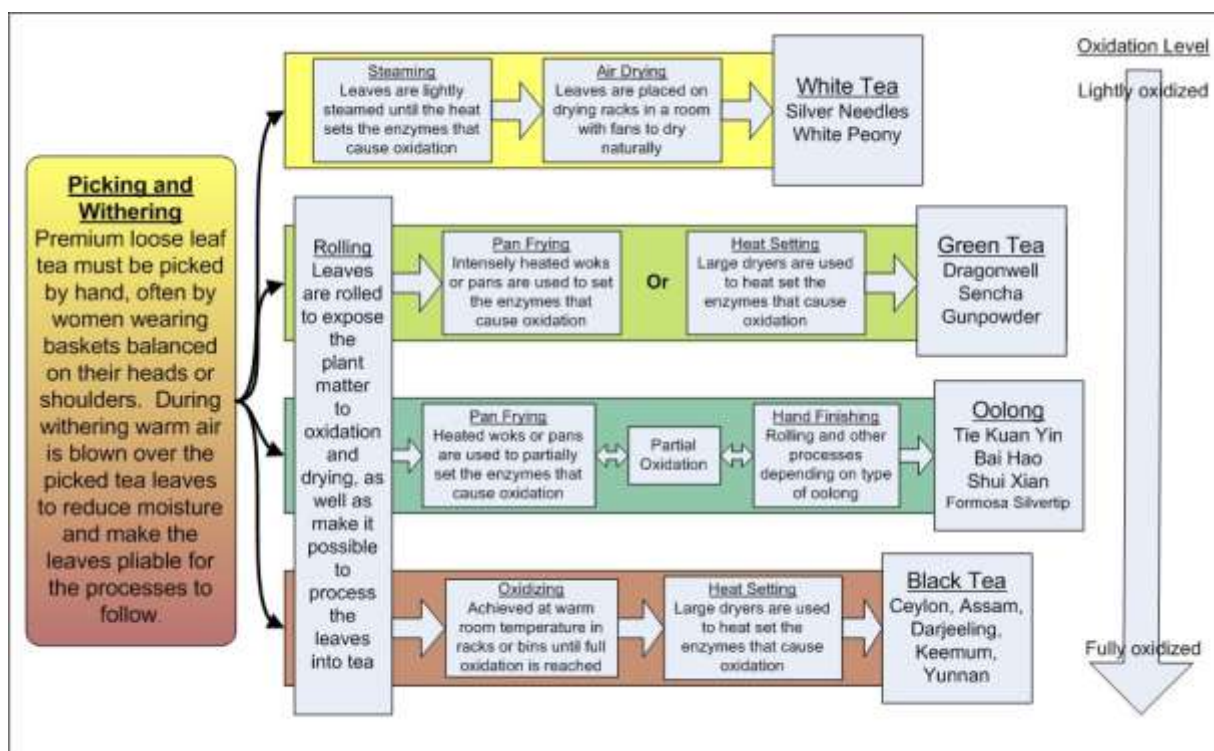 Picking and
Withering
Premium loose leaf
tea must be picked
by hand, often by
women wearing
baskets balanced
on their heads or
shoulders. During
withering warm air
is blown over the
picked tea leaves
to reduce moisture
and make the
leaves pliable for
the processes to
follow.
Steaming
Leaves are lightly
steamed until the heat
sets the enzymes that
cause oxidation
Air Drying
Leaves are placed on
drying racks in a room
with fans to dry
naturally
White Tea
Silver Needles
White Peony
Rolling
Leaves
are rolled
to expose
the
plant
matter
to
oxidation
and
drying, as
well as
make it
possible
to
process
the
leaves
into tea
Pan Frying
Intensely heated woks
or pans are used to set
the enzymes that
cause oxidation
Or
Heat Setting
Large dryers are used
to heat set the
enzymes that cause
oxidation
Green Tea
Dragonwell
Sencha
Gunpowder
Pan Frying
Heated woks or pans
are used to partially
set the enzymes that
cause oxidation
Partial
Oxidation
Hand Finishing
Rolling and other
processes
depending on type
of oolong
Oolong
Tie Kuan Yin
Bai Hao
Shui Xian
Formosa Silvertip
Oxidizing
Achieved at warm
room temperature in
racks or bins until full
oxidation is reached
Heat Setting
Large dryers are used
to heat set the
enzymes that cause
oxidation
Black Tea
Ceylon, Assam,
Darjeeling,
Keemum,
Yunnan
Oxidation Level
Lightly oxidized
Fully oxidized